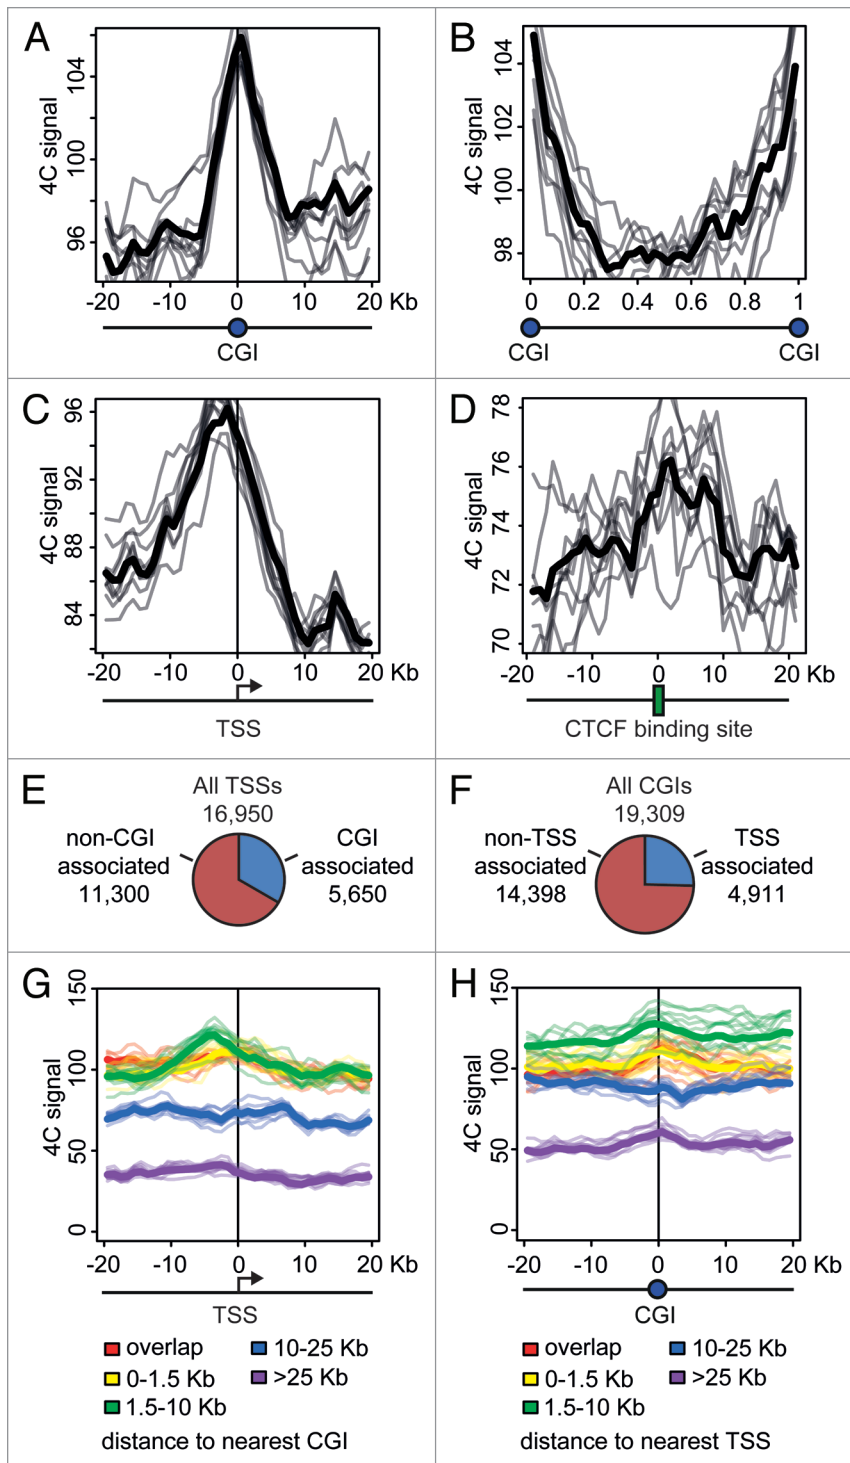 A
4C signal
104
100
96
-20 -10 0 10 20 Kb
CGI
B
4C signal
104
102
100
98
0 0.2 0.4 0.6 0.8 1
CGI CGI
C
4C signal
96
92
88
84
-20 -10 0 10 20 Kb
TSS
D
4C signal
78
76
74
72
70
-20 -10 0 10 20 Kb
CTCF binding site
E
All TSSs
16,950
non-CGI
associated
11,300
CGI
associated
5,650
F
All CGIs
19,309
non-TSS
associated
14,398
TSS
associated
4,911
G
4C signal
150
100
50
0
-20 -10 0 10 20 Kb
TSS
overlap
0-1.5 Kb
1.5-10 Kb
10-25 Kb
>25 Kb
distance to nearest CGI
H
4C signal
150
100
50
0
-20 -10 0 10 20 Kb
CGI
overlap
0-1.5 Kb
1.5-10 Kb
10-25 Kb
>25 Kb
distance to nearest TSS